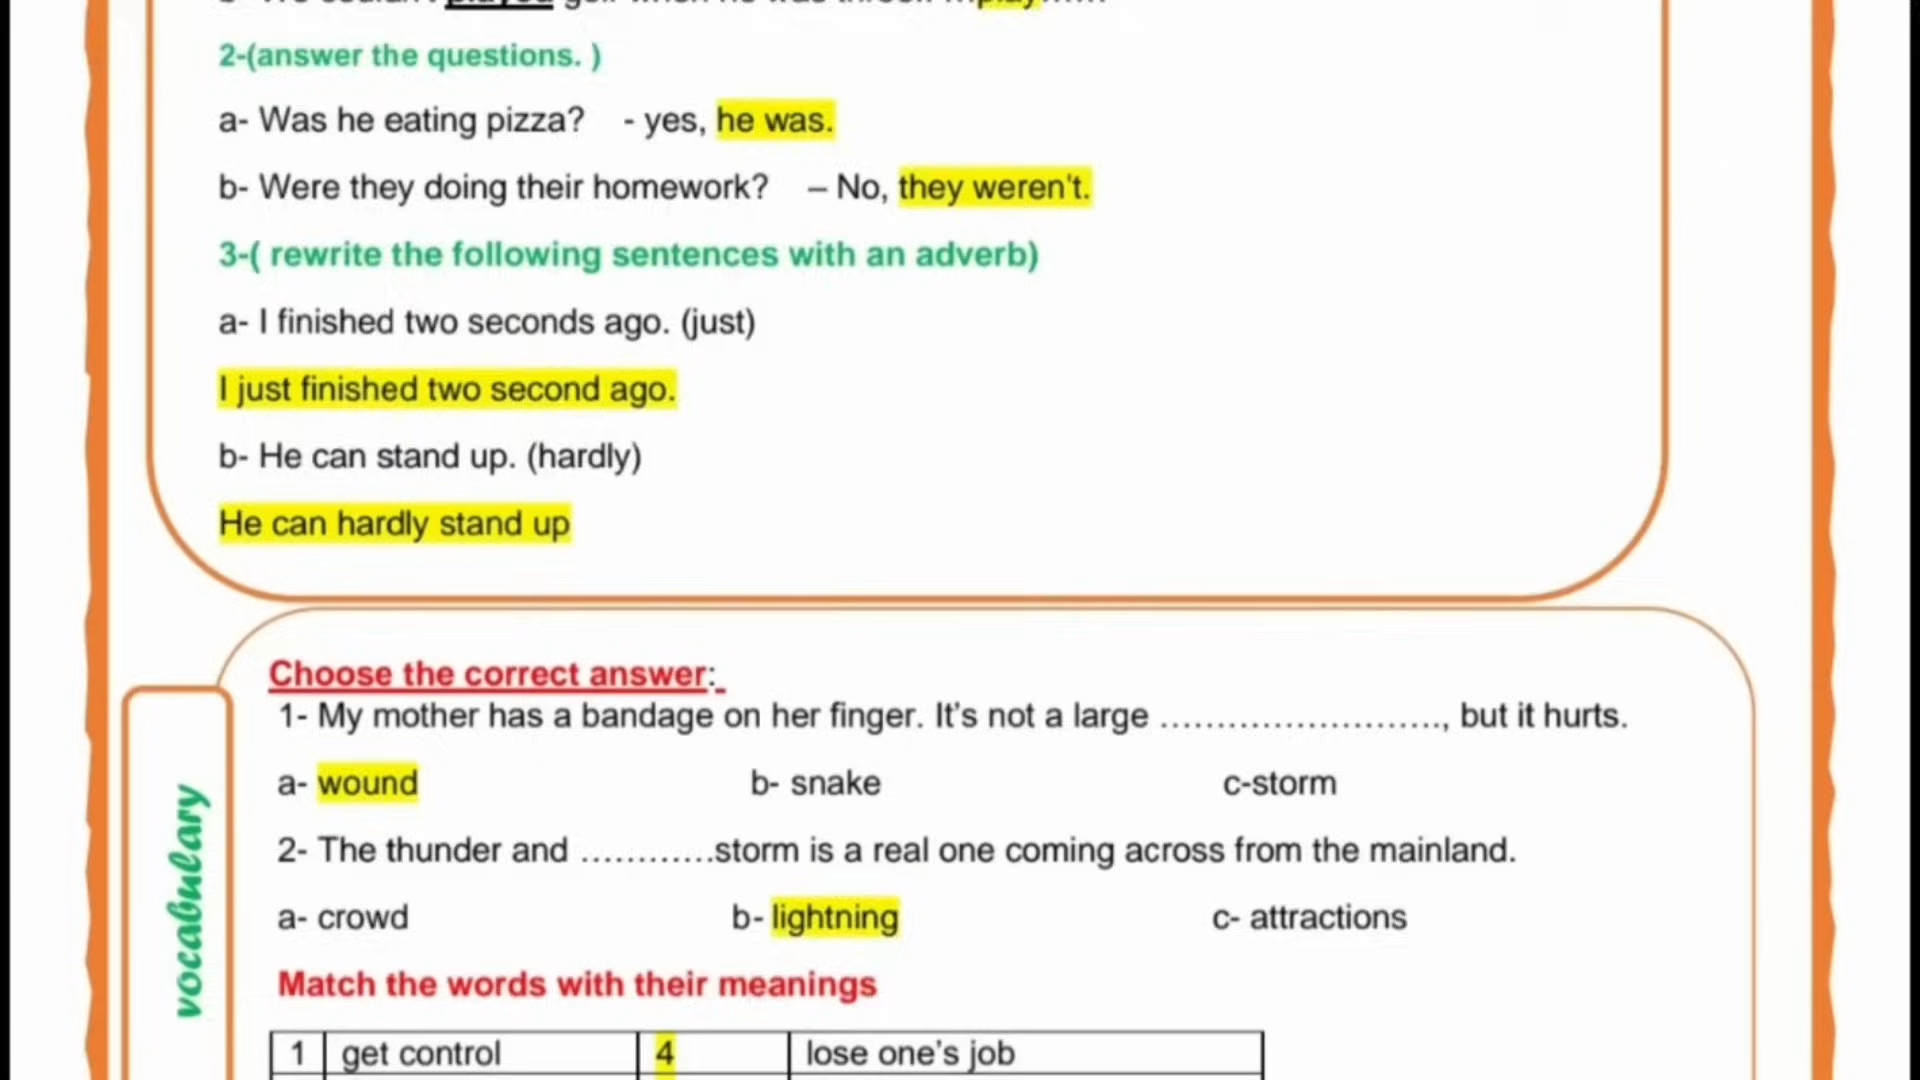 played
play
2-(answer the questions. )
a- Was he eating pizza? - yes, he was.
b- Were they doing their homework? – No, they weren't.
3-( rewrite the following sentences with an adverb)
a- I finished two seconds ago. (just)
I just finished two second ago.
b- He can stand up. (hardly)
He can hardly stand up
Choose the correct answer:
1- My mother has a bandage on her finger. It’s not a large ………………….…, but it hurts.
a- wound b- snake c-storm
2- The thunder and …………storm is a real one coming across from the mainland.
a- crowd b- lightning c- attractions
vocabulary
Match the words with their meanings
1 get control 4 lose one’s job